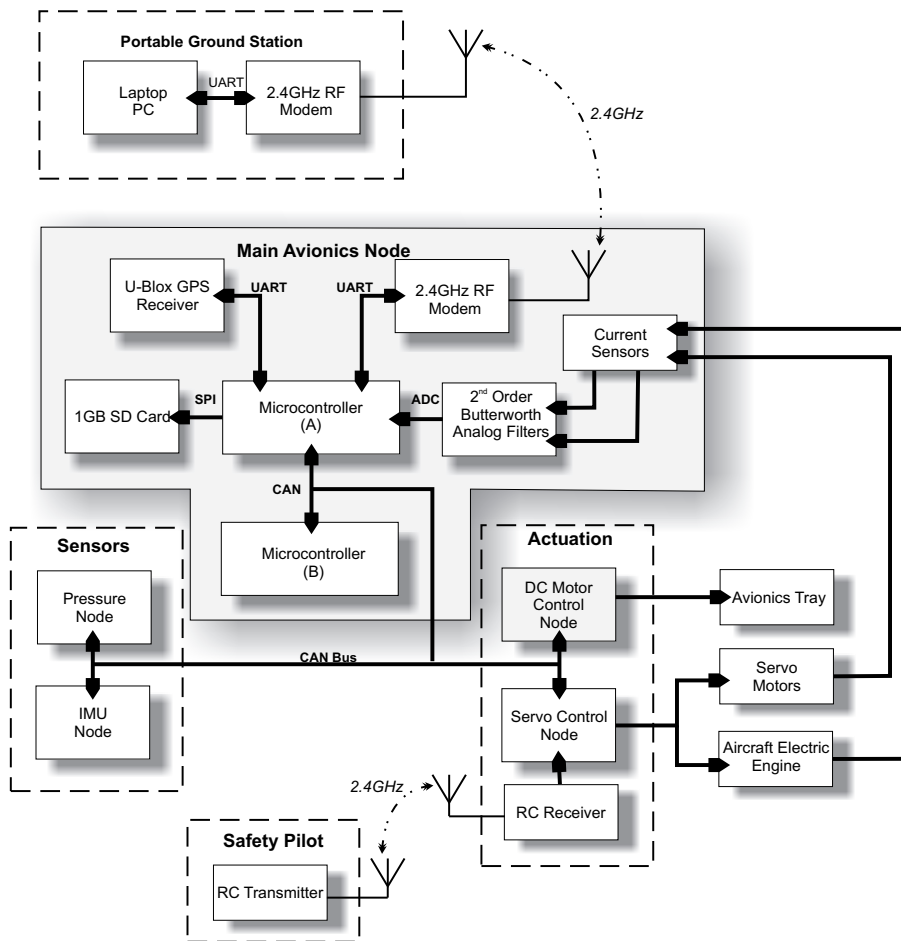 Portable Ground Station
Laptop
PC
UART
2.4GHz RF
Modem
2.4GHz
Main Avionics Node
U-Blox GPS
Receiver
UART
UART
2.4GHz RF
Modem
Current
Sensors
1GB SD Card
SPI
Microcontroller
(A)
ADC
2nd Order
Butterworth
Analog Filters
CAN
Microcontroller
(B)
Sensors
Pressure
Node
IMU
Node
CAN Bus
Actuation
DC Motor
Control
Node
Avionics Tray
Servo Control
Node
Servo
Motors
Aircraft Electric
Engine
RC Receiver
2.4GHz
Safety Pilot
RC Transmitter